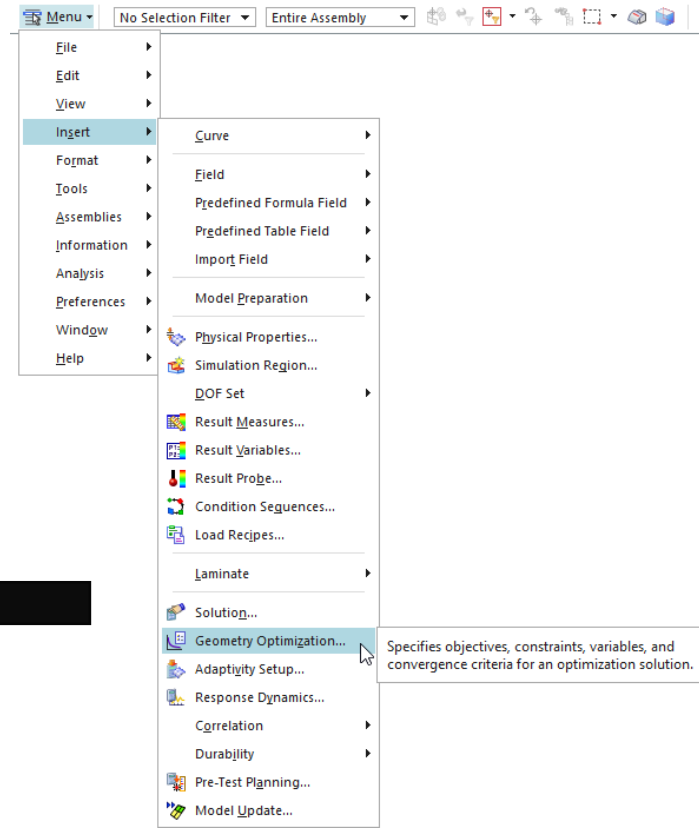 Menu
No Selection Filter
Entire Assembly
File
Edit
View
Insert
Format
Tools
Assemblies
Information
Analysis
Preferences
Window
Help
Curve
Field
Predefined Formula Field
Predefined Table Field
Import Field
Model Preparation
Physical Properties...
Simulation Region...
DOF Set
Result Measures...
Result Variables...
Result Probe...
Condition Sequences...
Load Recipes...
Laminate
Solution...
Geometry Optimization...
Specifies objectives, constraints, variables, and
convergence criteria for an optimization solution.
Adaptivity Setup...
Response Dynamics...
Correlation
Durability
Pre-Test Planning...
Model Update...